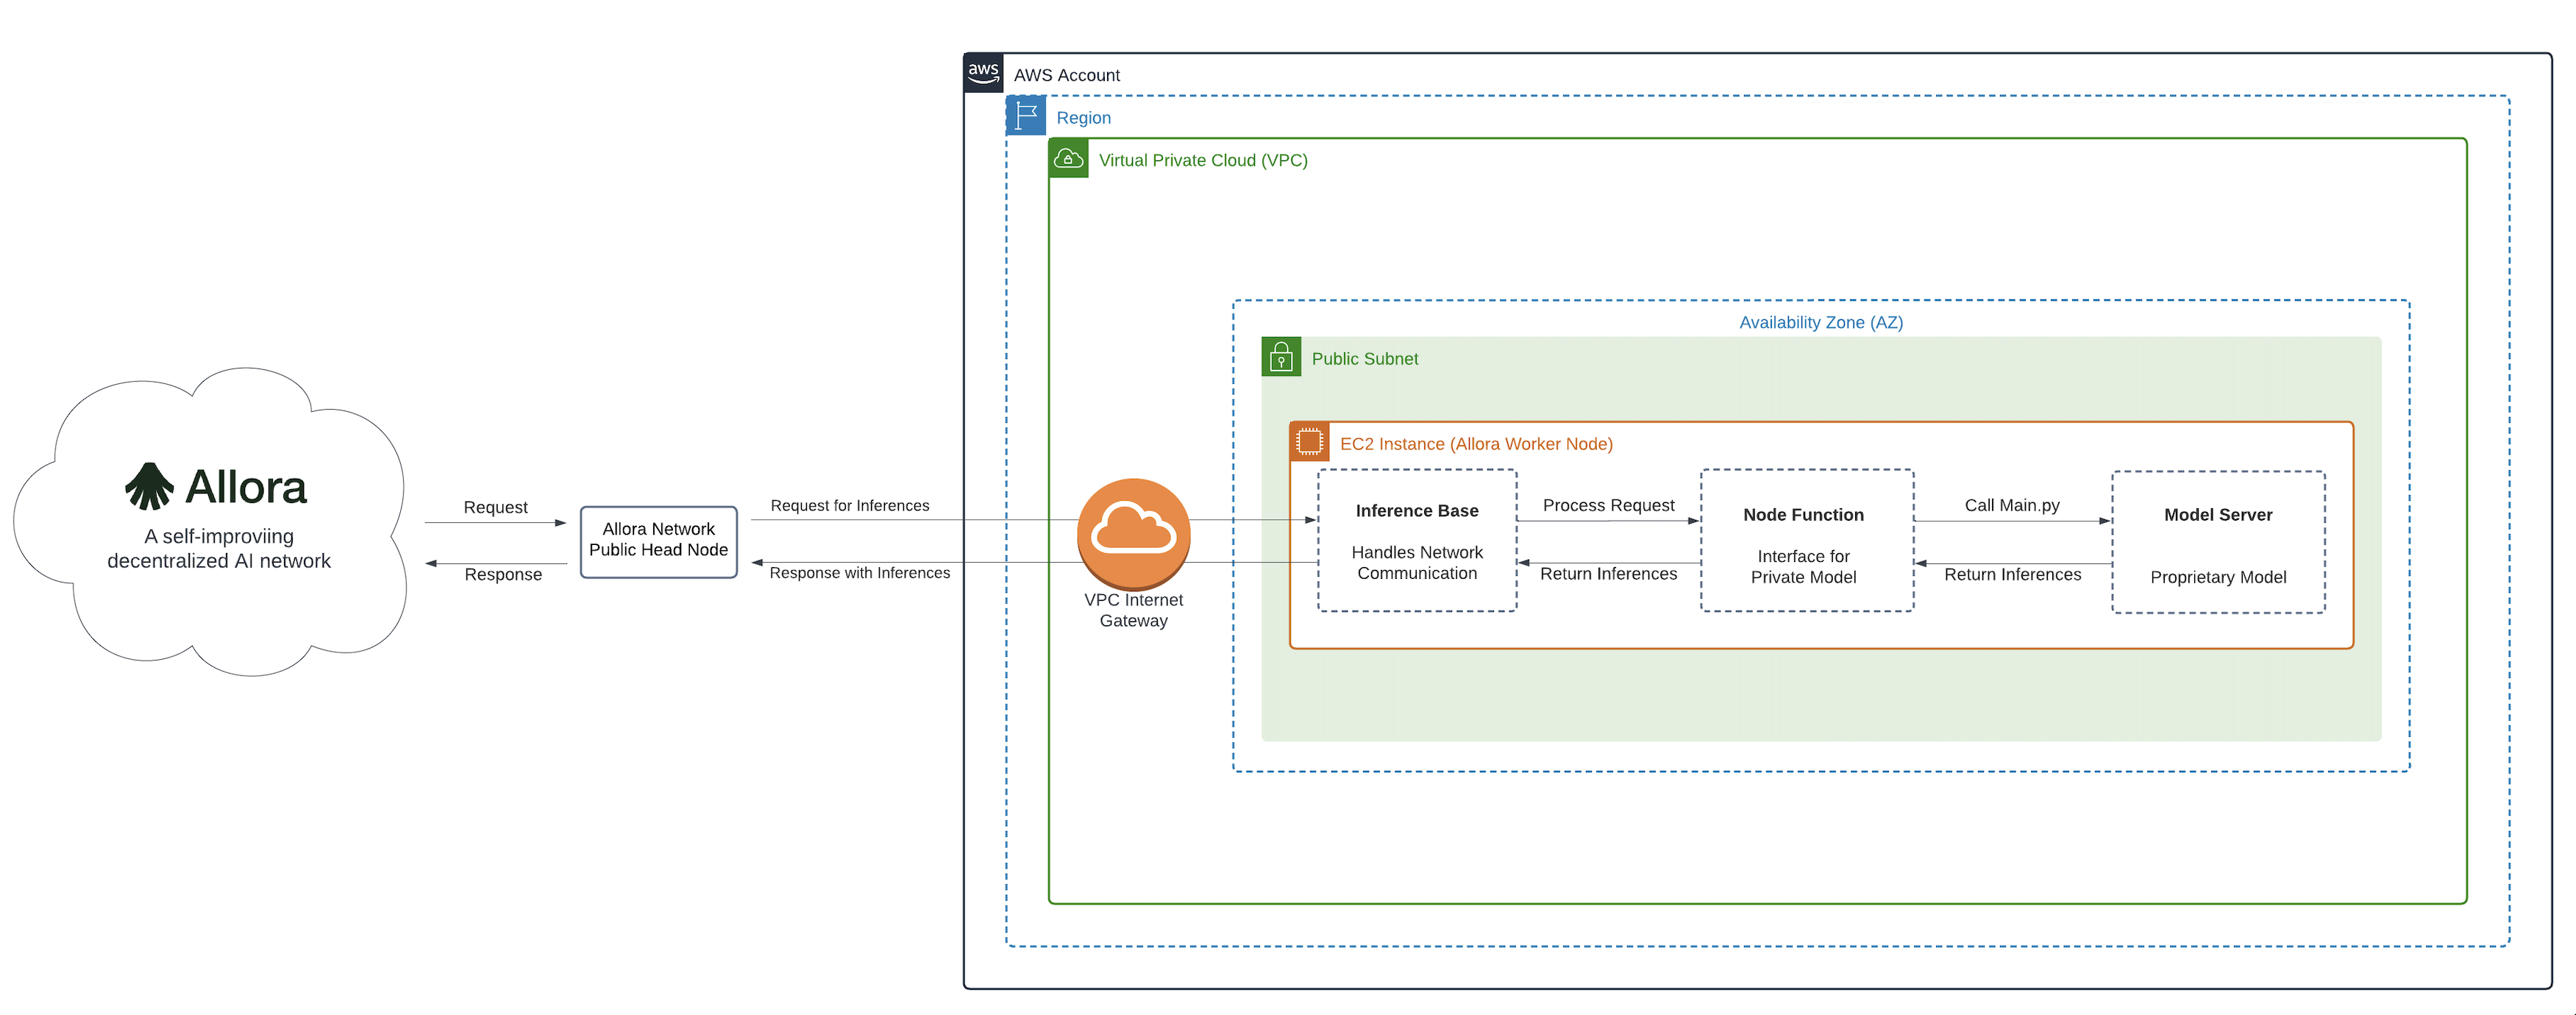 aws
AWS Account
Region
Virtual Private Cloud (VPC)
Availability Zone (AZ)
Public Subnet
EC2 Instance (Allora Worker Node)
Allora
A self-improviing
decentralized AI network
Request
Response
Allora Network
Public Head Node
Request for Inferences
Response with Inferences
VPC Internet
Gateway
Inference Base
Handles Network
Communication
Process Request
Return Inferences
Node Function
Interface for
Private Model
Call Main.py
Return Inferences
Model Server
Proprietary Model